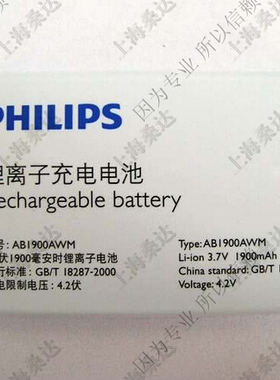 PHILIPS
锂离子充电电池
echargeable battery
号: AB1900AWM
Type: AB1900AWM
伏1900毫安时锂离子电池
Li-ion 3.7V 1900mAh
行标准: GB/T 18287-2000
China standard: GB/T 1
电限制电压: 4.2伏
Voltage: 4.2V
上海桑达
因为专业,所以信赖